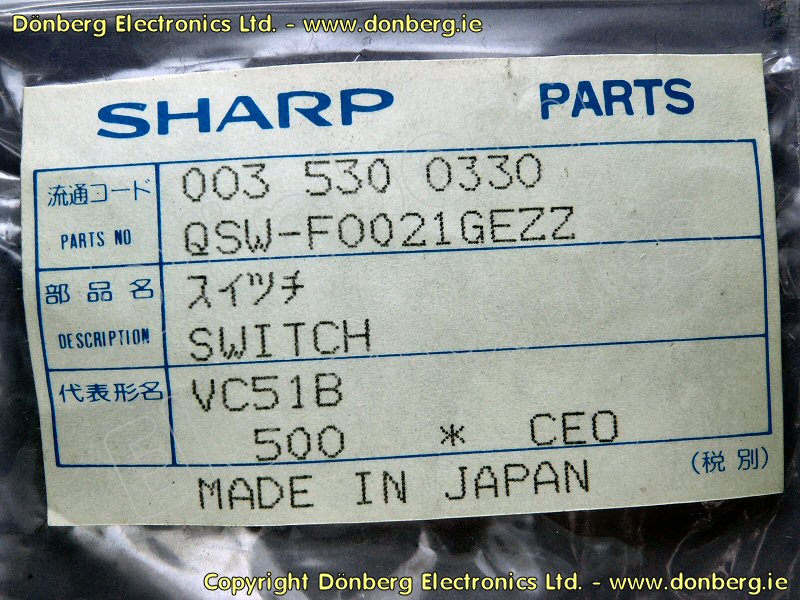 Dönberg Electronics Ltd. - www.donberg.ie
SHARP PARTS
流通コード 003 530 0330
PARTS NO QSW-F0021GEZZ
部品名 スイツチ
DESCRIPTION SWITCH
代表形名 VC51B
500 * CEO
(税別)
MADE IN JAPAN
Copyright Dönberg Electronics Ltd. - www.donberg.ie